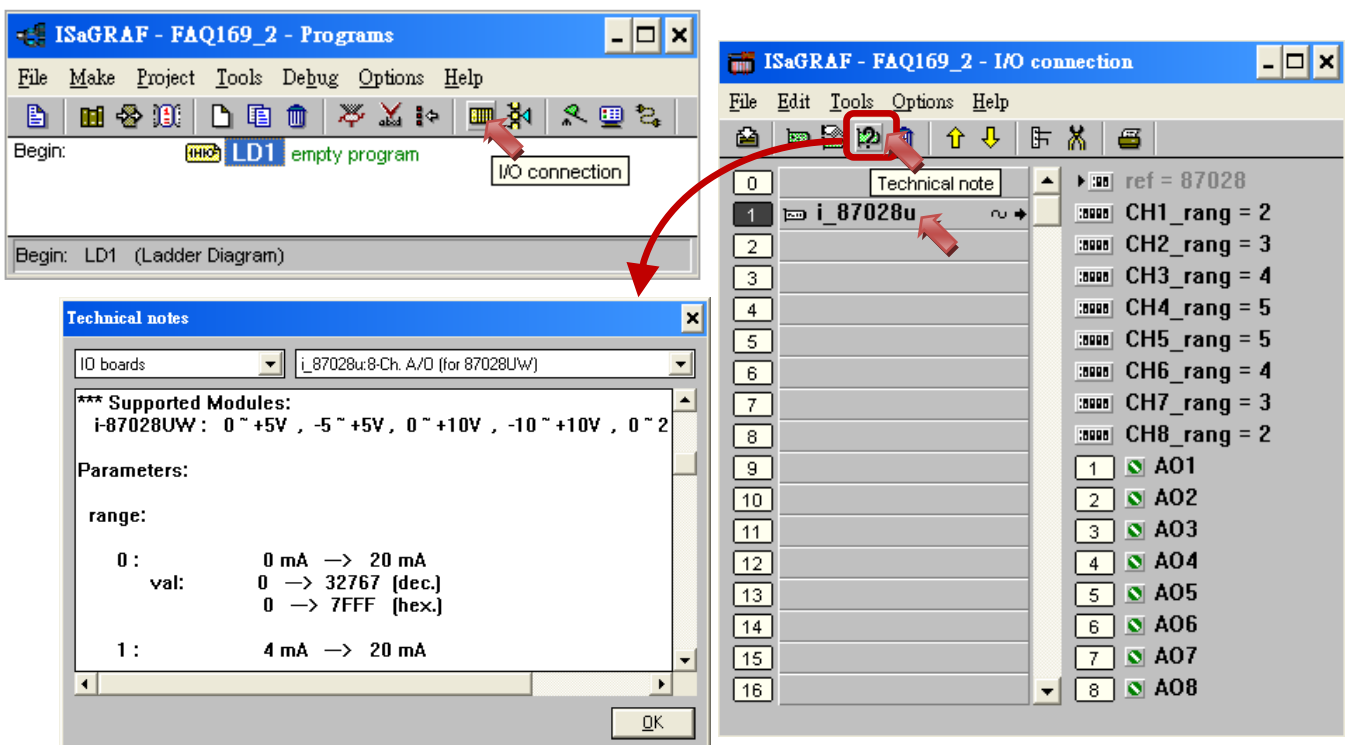 ISaGRAF - FAQ169_2 - Programs
File Make Project Tools Debug Options Help
Begin: LD1 empty program
I/O connection
Begin: LD1 (Ladder Diagram)
Technical notes
IO boards i_87028u:8-Ch. A/O (for 87028UW)
*** Supported Modules:
i-87028UW : 0 ~ +5V , -5 ~ +5V , 0 ~ +10V , -10 ~ +10V , 0 ~ 2
Parameters:
range:
0 : 0 mA —> 20 mA
val: 0 —> 32767 (dec.)
0 —> 7FFF (hex.)
1 : 4 mA —> 20 mA
OK
ISaGRAF - FAQ169_2 - I/O connection
File Edit Tools Options Help
Technical note
0
1 i_87028u
2
3
4
5
6
7
8
9
10
11
12
13
14
15
16
ref = 87028
CH1_rang = 2
CH2_rang = 3
CH3_rang = 4
CH4_rang = 5
CH5_rang = 5
CH6_rang = 4
CH7_rang = 3
CH8_rang = 2
1 AO1
2 AO2
3 AO3
4 AO4
5 AO5
6 AO6
7 AO7
8 AO8